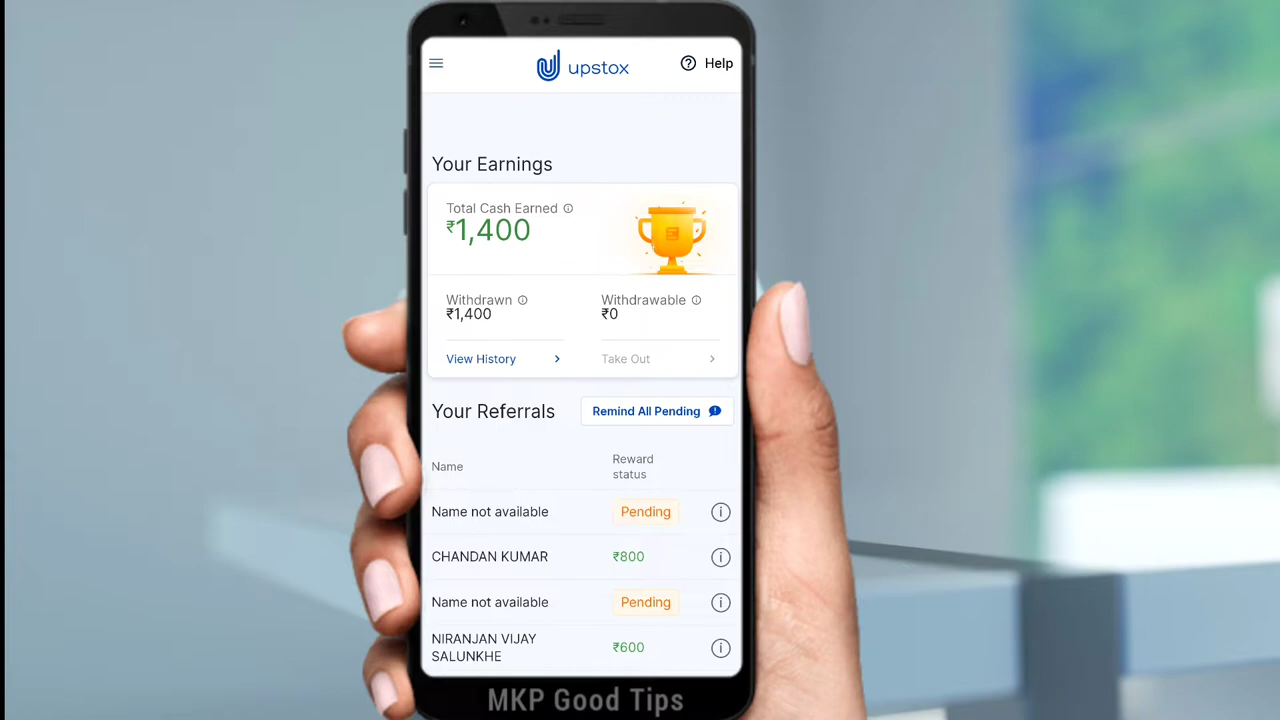 upstox
Help
Your Earnings
Total Cash Earned
₹1,400
Withdrawn
Withdrawable
₹1,400
₹0
View History
Take Out
Your Referrals
Remind All Pending
Name
Reward
status
Name not available
Pending
CHANDAN KUMAR
₹800
Name not available
Pending
NIRANJAN VIJAY
SALUNKHE
₹600
MKP Good Tips